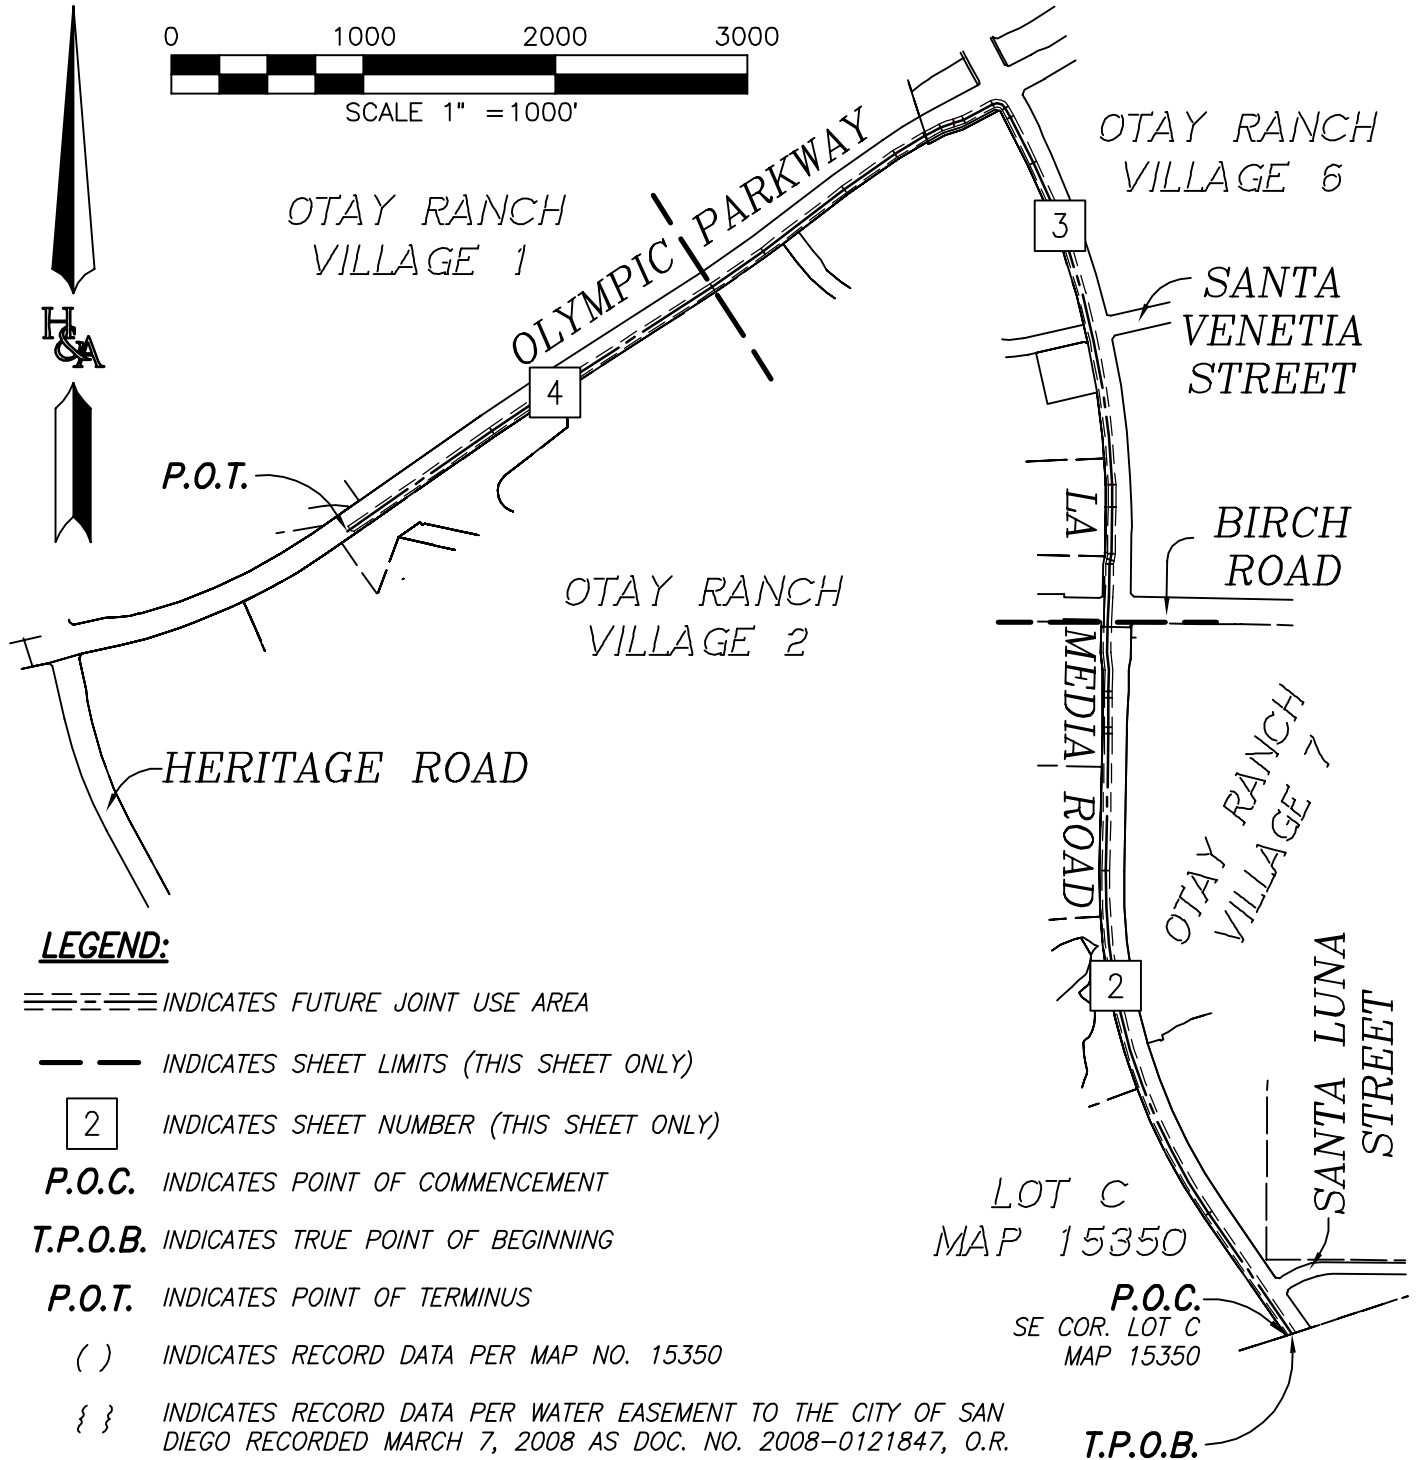 0 1000 2000 3000
SCALE 1" =1000'
OTAY RANCH
VILLAGE 6
OTAY RANCH
VILLAGE 1
OLYMPIC PARKWAY
3
SANTA
VENETIA
STREET
H&A
4
P.O.T.
LA MEDIA ROAD
BIRCH
ROAD
OTAY RANCH
VILLAGE 2
HERITAGE ROAD
OTAY RANCH
VILLAGE 7
2
SANTA LUNA
STREET
LEGEND:
INDICATES FUTURE JOINT USE AREA
INDICATES SHEET LIMITS (THIS SHEET ONLY)
2 INDICATES SHEET NUMBER (THIS SHEET ONLY)
P.O.C. INDICATES POINT OF COMMENCEMENT
T.P.O.B. INDICATES TRUE POINT OF BEGINNING
P.O.T. INDICATES POINT OF TERMINUS
( ) INDICATES RECORD DATA PER MAP NO. 15350
{ } INDICATES RECORD DATA PER WATER EASEMENT TO THE CITY OF SAN
DIEGO RECORDED MARCH 7, 2008 AS DOC. NO. 2008-0121847, O.R.
LOT C
MAP 15350
P.O.C.
SE COR. LOT C
MAP 15350
T.P.O.B.